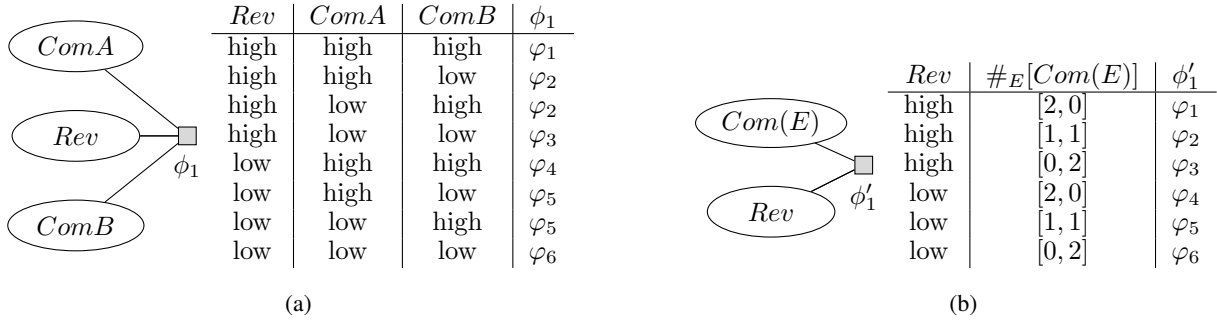 ComA
Rev
ComB
ϕ₁
Rev ComA ComB ϕ₁
high high high φ₁
high high low φ₂
high low high φ₂
high low low φ₃
low high high φ₄
low high low φ₅
low low high φ₅
low low low φ₆
(a)
Com(E)
Rev
ϕ′₁
Rev #E[Com(E)] ϕ′₁
high [2, 0] φ₁
high [1, 1] φ₂
high [0, 2] φ₃
low [2, 0] φ₄
low [1, 1] φ₅
low [0, 2] φ₆
(b)